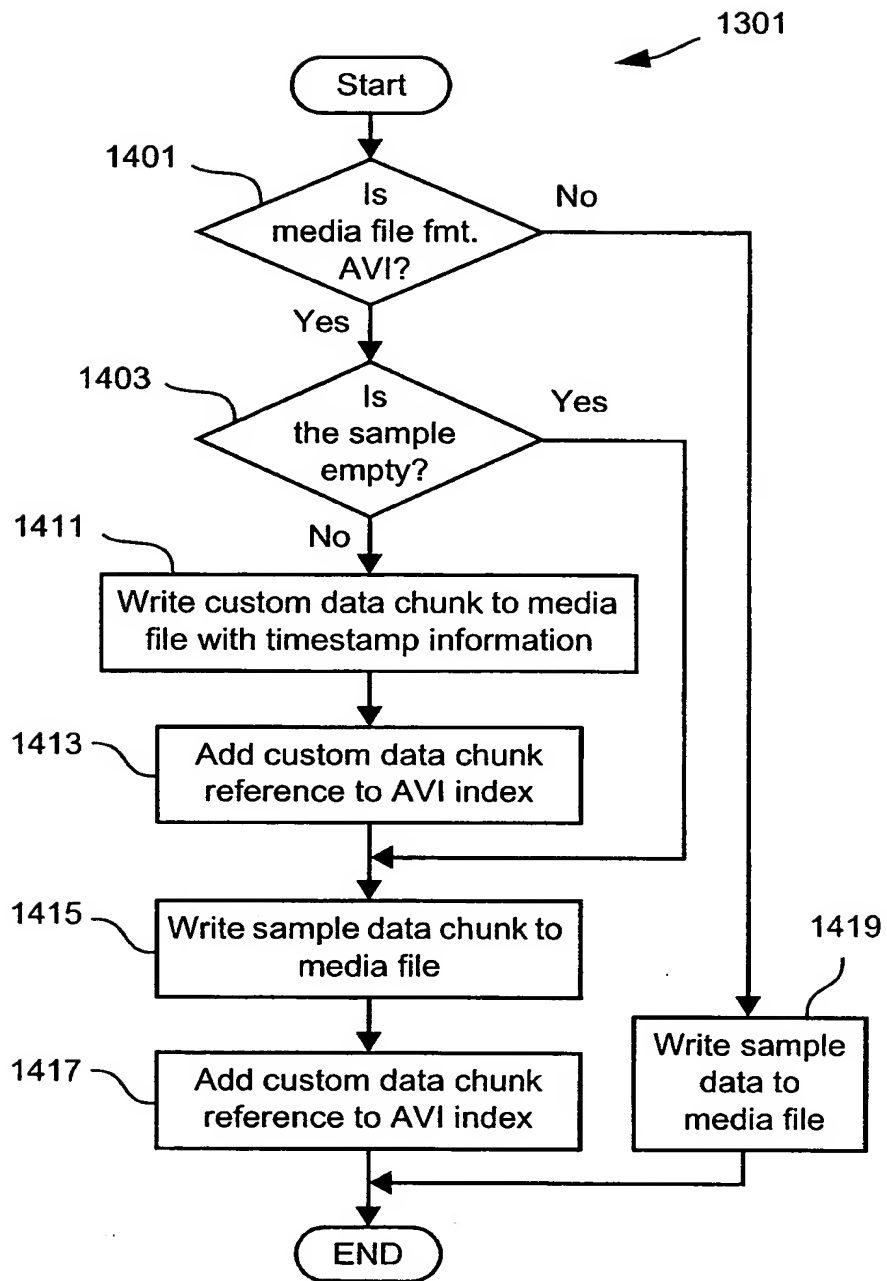 1301
Start
1401
Is
media file fmt.
AVI?
No
Yes
1403
Is
the sample
empty?
Yes
No
1411
Write custom data chunk to media
file with timestamp information
1413
Add custom data chunk
reference to AVI index
1415
Write sample data chunk to
media file
1419
Write sample
data to
media file
1417
Add custom data chunk
reference to AVI index
END